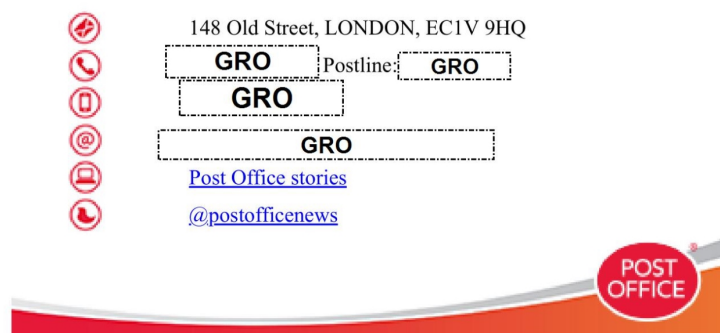 148 Old Street, LONDON, EC1V 9HQ
GRO Postline: GRO
GRO
GRO
Post Office stories
@postofficenews
POST
OFFICE